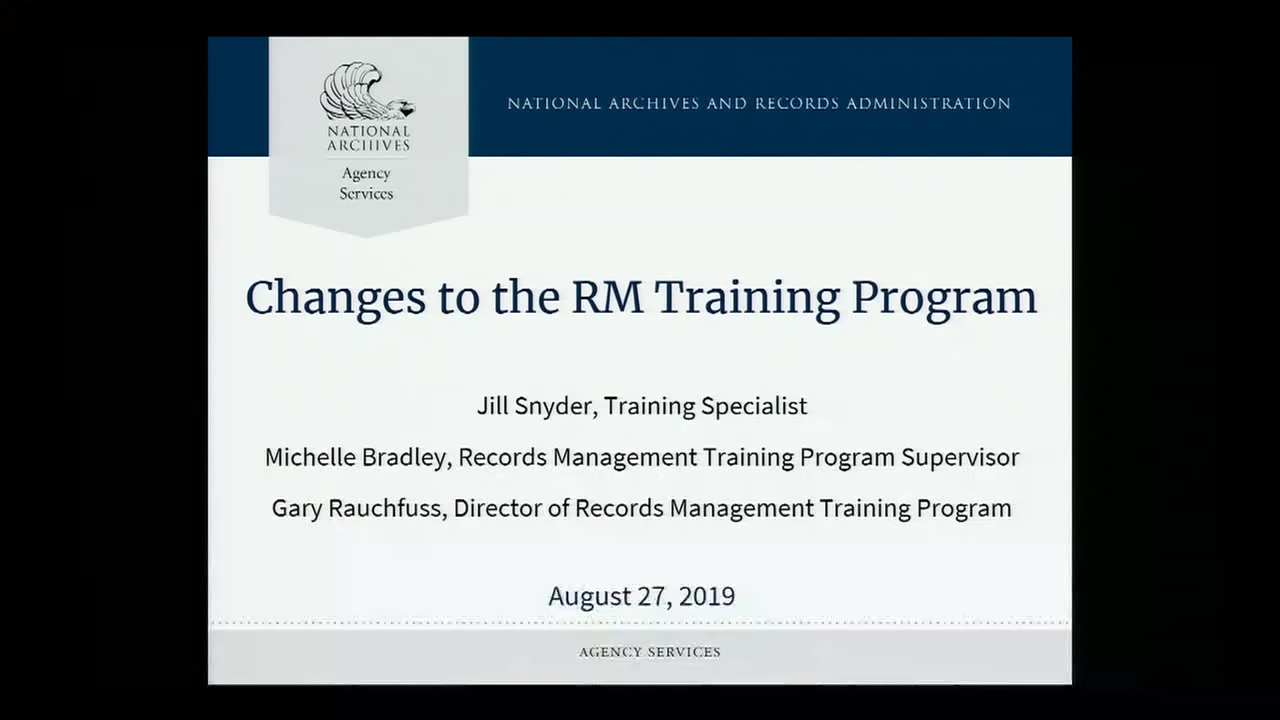 NATIONAL ARCHIVES AND RECORDS ADMINISTRATION
NATIONAL
ARCHIVES
Agency
Services
Changes to the RM Training Program
Jill Snyder, Training Specialist
Michelle Bradley, Records Management Training Program Supervisor
Gary Rauchfuss, Director of Records Management Training Program
August 27, 2019
AGENCY SERVICES